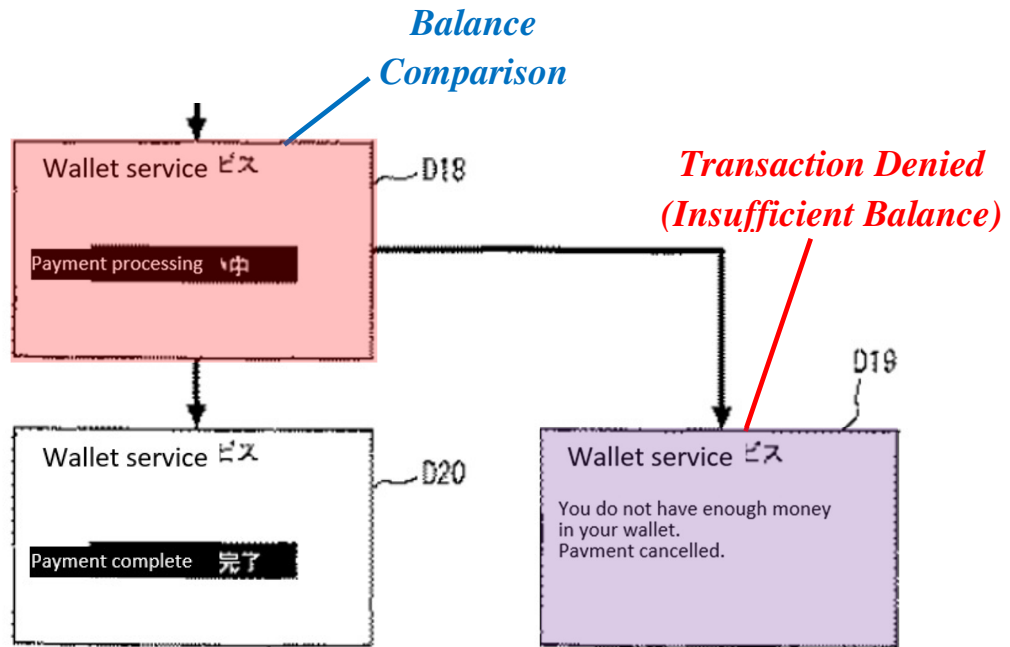 Balance
Comparison
Wallet service ビス
D18
Transaction Denied
(Insufficient Balance)
Payment processing 中
D19
Wallet service ビス
D20
Payment complete 完了
Wallet service ビス
You do not have enough money
in your wallet.
Pavment cancelled.